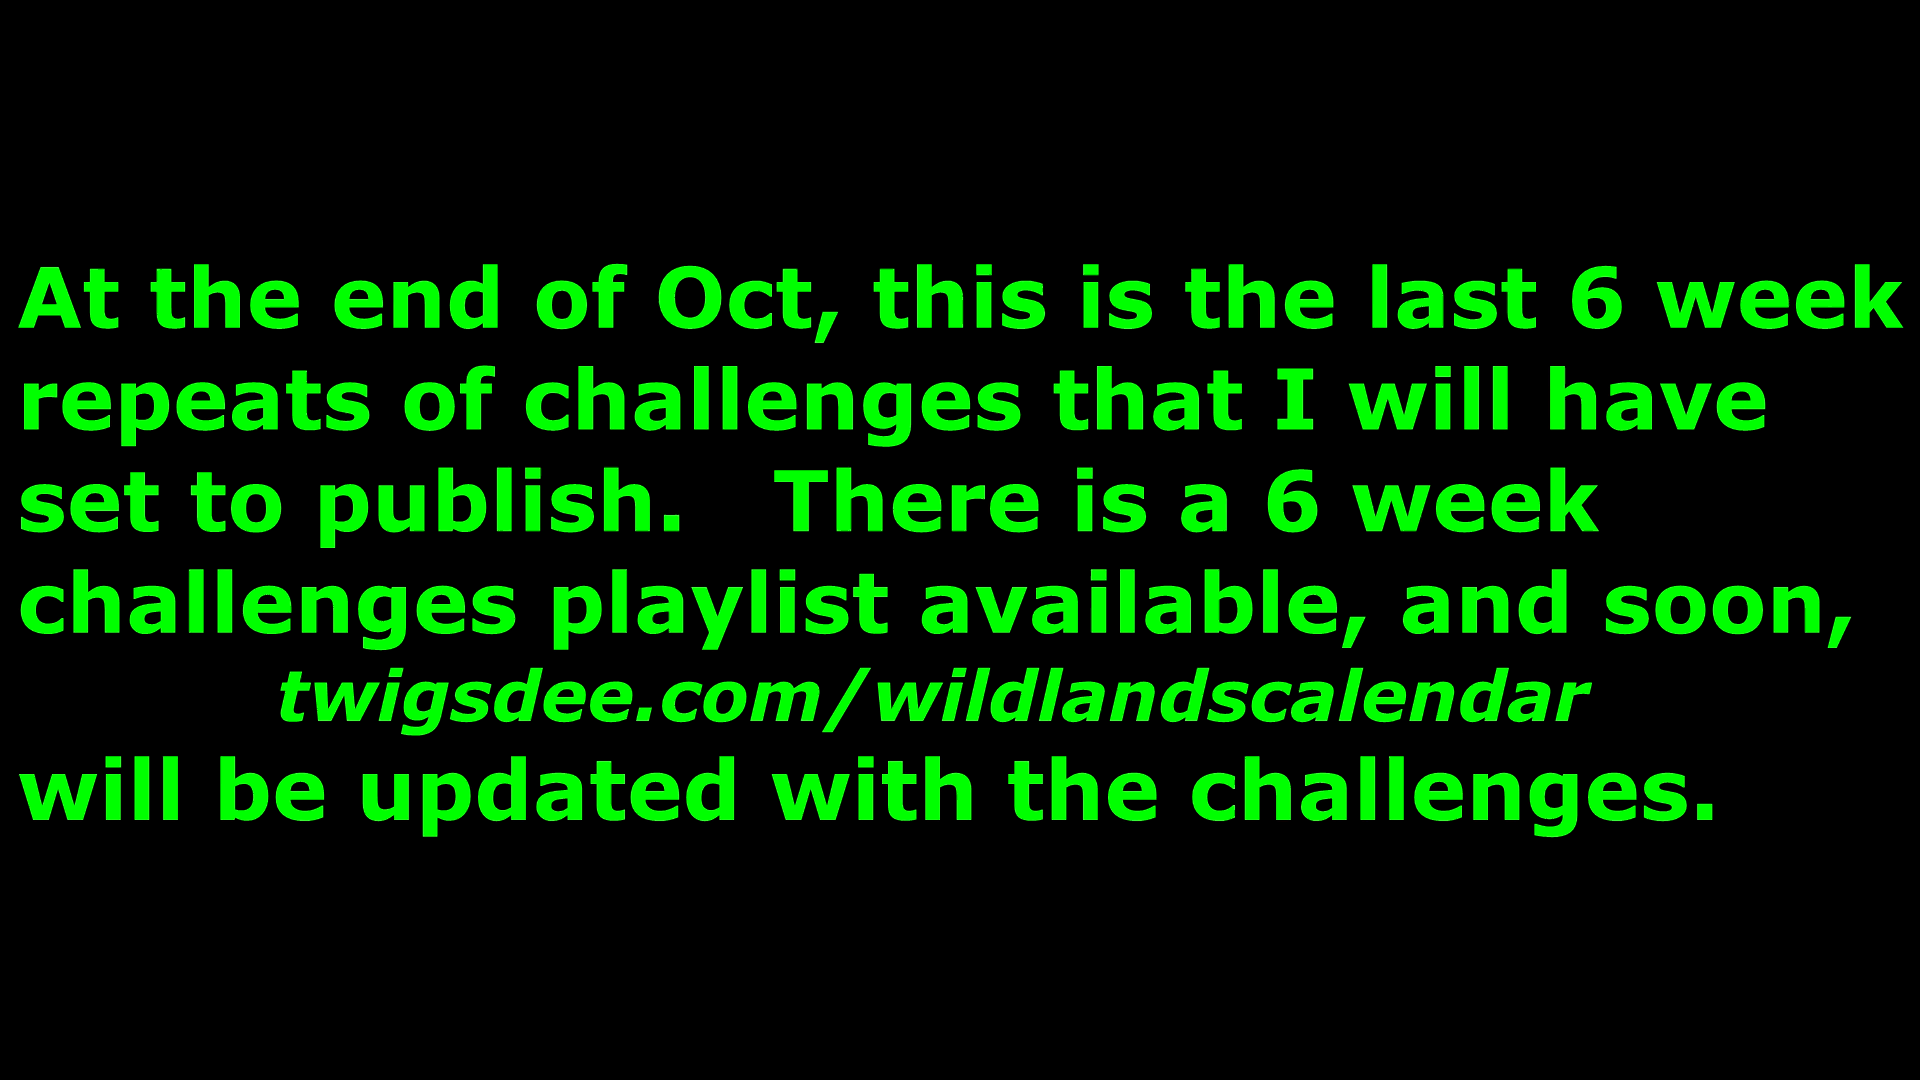 At the end of Oct, this is the last 6 week
repeats of challenges that I will have
set to publish.   There is a 6 week
challenges playlist available, and soon,
twigsdee.com/wildlandscalendar
will be updated with the challenges.